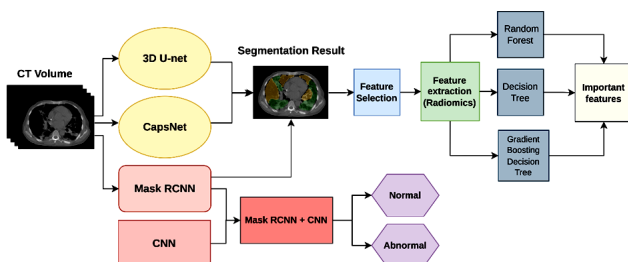 CT Volume
3D U-net
CapsNet
Mask RCNN
CNN
Segmentation Result
Mask RCNN + CNN
Normal
Abnormal
Feature
Selection
Feature
extraction
(Radiomics)
Random
Forest
Decision
Tree
Gradient
Boosting
Decision
Tree
Important
features